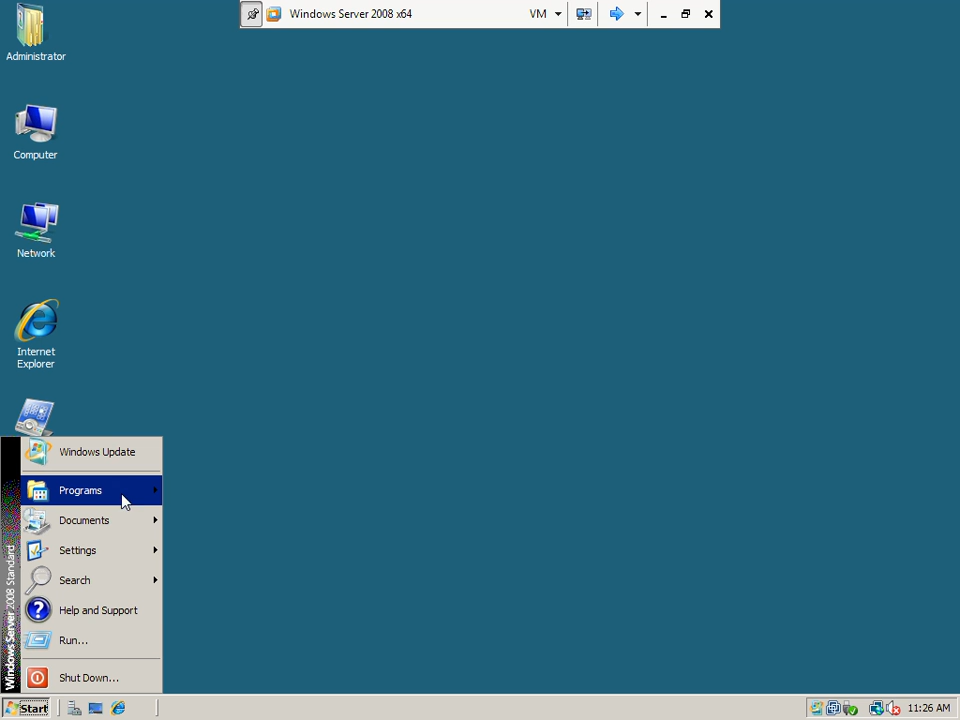 Windows Server 2008 x64
VM
Administrator
Computer
Network
Internet
Explorer
Windows Update
Programs
Documents
Settings
Search
Help and Support
Run...
Shut Down...
Windows Server 2008 Standard
Start
11:26 AM